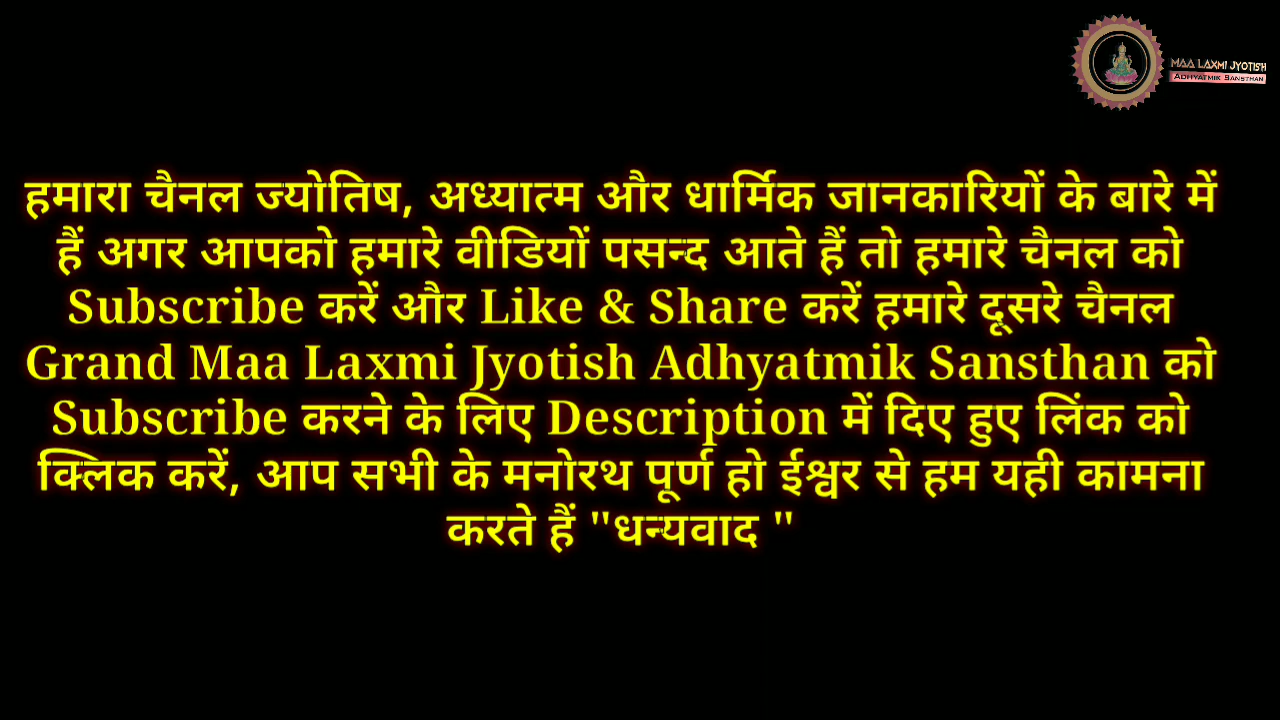 MAA LAXMI JYOTISH
ADHYATMIK SANSTHAN
हमारा चैनल ज्योतिष, अध्यात्म और धार्मिक जानकारियों के बारे में
हैं अगर आपको हमारे वीडियों पसन्द आते हैं तो हमारे चैनल को
Subscribe करें और Like & Share करें हमारे दूसरे चैनल
Grand Maa Laxmi Jyotish Adhyatmik Sansthan को
Subscribe करने के लिए Description में दिए हुए लिंक को
क्लिक करें, आप सभी के मनोरथ पूर्ण हो ईश्वर से हम यही कामना
करते हैं "धन्यवाद "